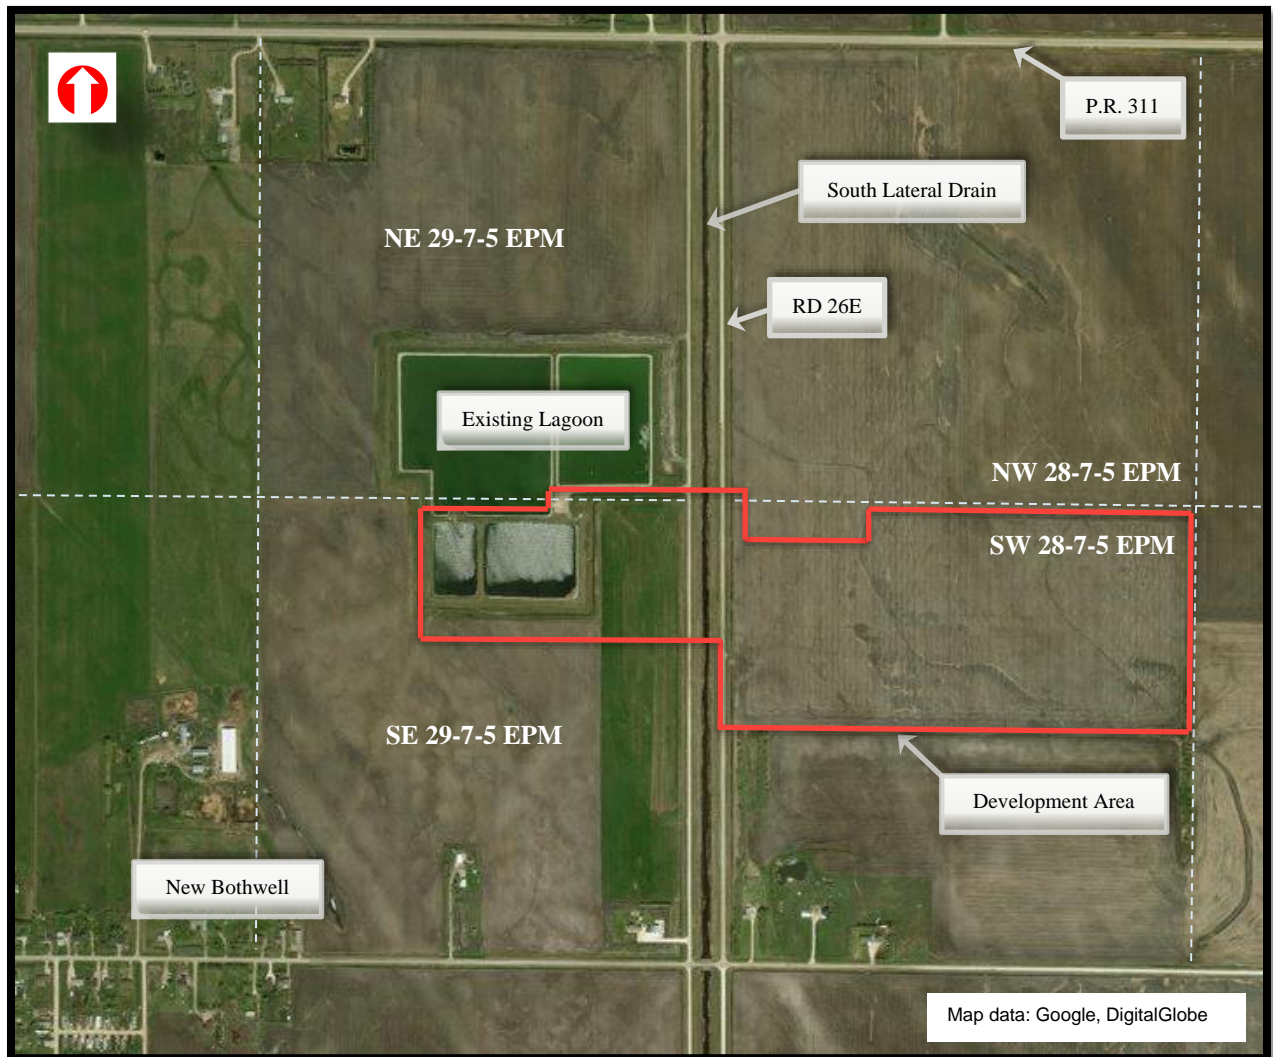 P.R. 311
South Lateral Drain
NE 29-7-5 EPM
RD 26E
Existing Lagoon
NW 28-7-5 EPM
SW 28-7-5 EPM
SE 29-7-5 EPM
Development Area
New Bothwell
Map data: Google, DigitalGlobe